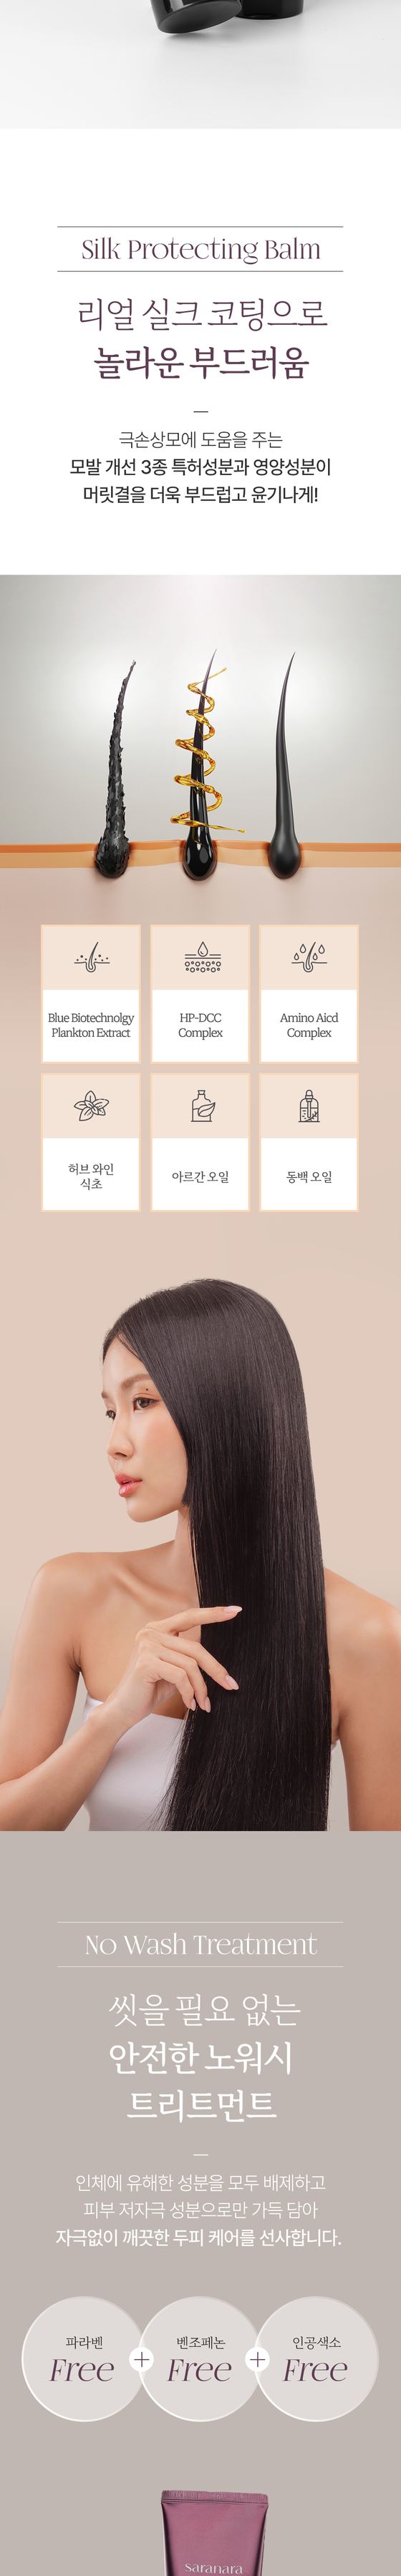 Silk Protecting Balm
리얼 실크 코팅으로
놀라운 부드러움
극손상모에 도움을 주는
모발 개선 3종 특허성분과 영양성분이
머릿결을 더욱 부드럽고 윤기나게!
Blue Biotechnolgy
Plankton Extract
HP-DCC
Complex
Amino Aicd
Complex
허브 와인
식초
아르간 오일
동백 오일
No Wash Treatment
씻을 필요 없는
안전한 노워시
트리트먼트
인체에 유해한 성분을 모두 배제하고
피부 저자극 성분으로만 가득 담아
자극없이 깨끗한 두피 케어를 선사합니다.
파라벤
Free
벤조페논
Free
인공색소
Free
saranara